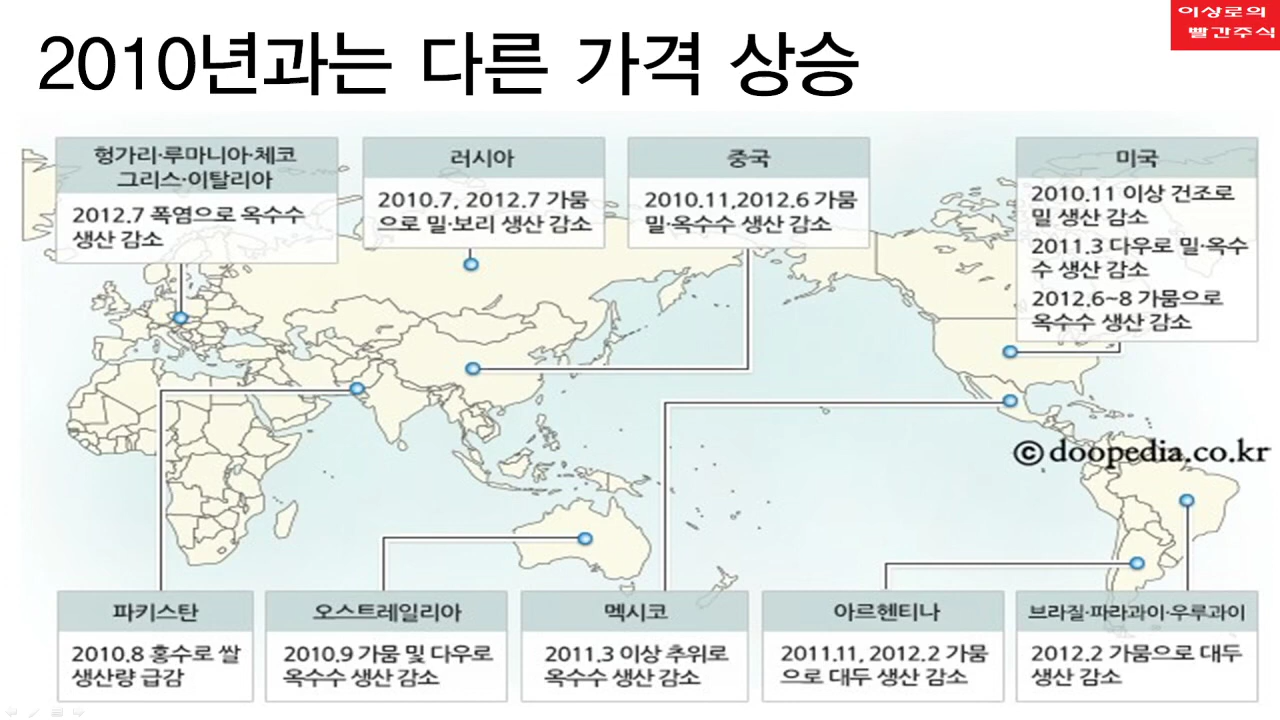 이상로의
빨간주식
2010년과는 다른 가격 상승
헝가리·루마니아·체코
그리스·이탈리아
2012.7 폭염으로 옥수수
생산 감소
러시아
2010.7, 2012.7 가뭄
으로 밀·보리 생산 감소
중국
2010.11,2012.6 가뭄
밀·옥수수 생산 감소
미국
2010.11 이상 건조로
밀 생산 감소
2011.3 다우로 밀·옥수
수 생산 감소
2012.6~8 가뭄으로
옥수수 생산 감소
© doopedia.co.kr
파키스탄
2010.8 홍수로 쌀
생산량 급감
오스트레일리아
2010.9 가뭄 및 다우로
옥수수 생산 감소
멕시코
2011.3 이상 추위로
옥수수 생산 감소
아르헨티나
2011.11, 2012.2 가뭄
으로 대두 생산 감소
브라질·파라과이·우루과이
2012.2 가뭄으로 대두
생산 감소